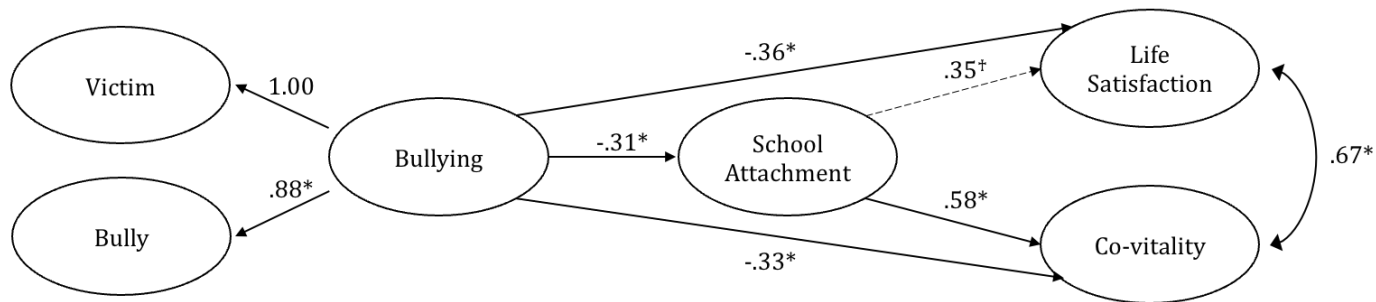 Victim
1.00
Bully
.88*
Bullying
-.36*
-.31*
-.33*
School
Attachment
.35†
.58*
Life
Satisfaction
Co-vitality
.67*